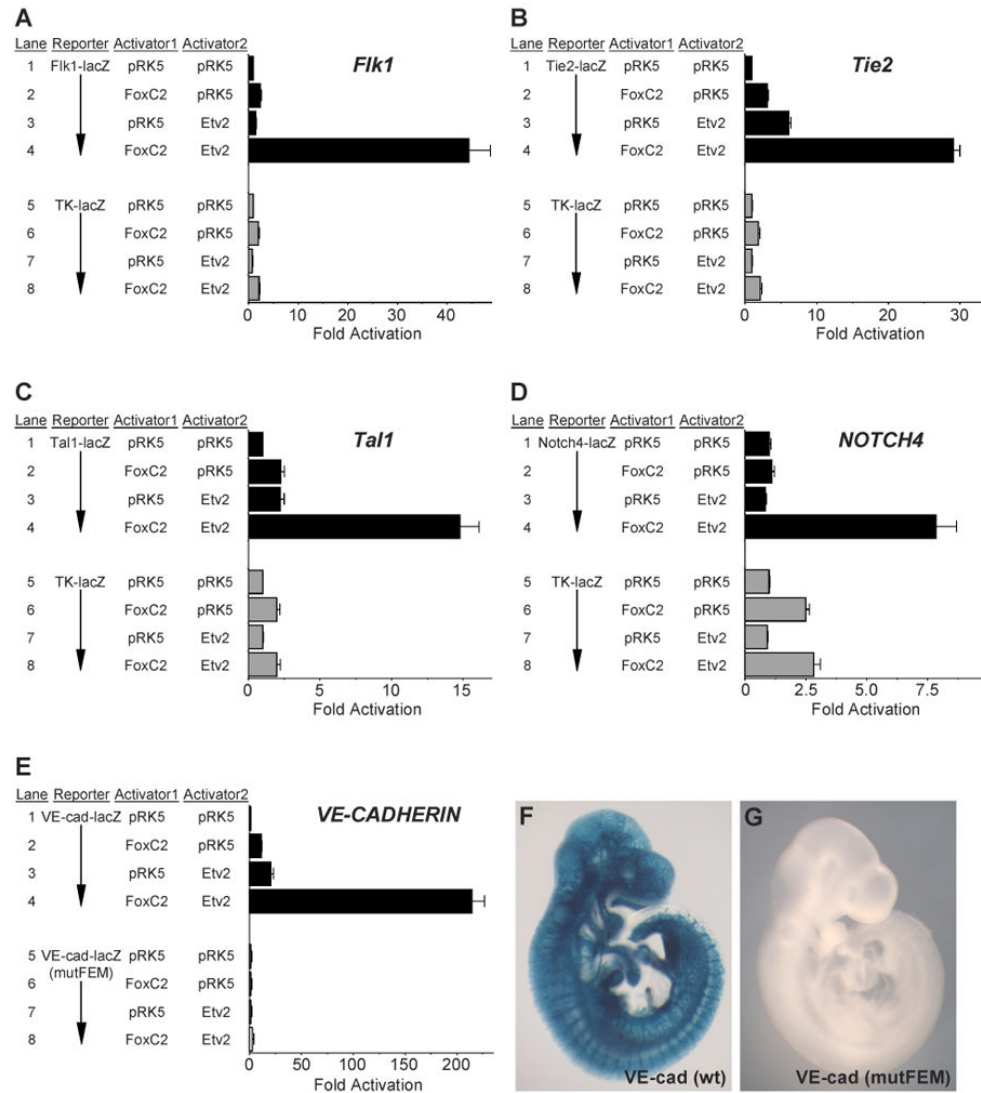 A
Lane Reporter Activator1 Activator2
Flk1
1 Flk1-lacZ pRK5 pRK5
2 FoxC2 pRK5
3 pRK5 Etv2
4 FoxC2 Etv2
5 TK-lacZ pRK5 pRK5
6 FoxC2 pRK5
7 pRK5 Etv2
8 FoxC2 Etv2
0 10 20 30 40
Fold Activation
B
Lane Reporter Activator1 Activator2
Tie2
1 Tie2-lacZ pRK5 pRK5
2 FoxC2 pRK5
3 pRK5 Etv2
4 FoxC2 Etv2
5 TK-lacZ pRK5 pRK5
6 FoxC2 pRK5
7 pRK5 Etv2
8 FoxC2 Etv2
0 10 20 30
Fold Activation
C
Lane Reporter Activator1 Activator2
Tal1
1 Tal1-lacZ pRK5 pRK5
2 FoxC2 pRK5
3 pRK5 Etv2
4 FoxC2 Etv2
5 TK-lacZ pRK5 pRK5
6 FoxC2 pRK5
7 pRK5 Etv2
8 FoxC2 Etv2
0 5 10 15
Fold Activation
D
Lane Reporter Activator1 Activator2
NOTCH4
1 Notch4-lacZ pRK5 pRK5
2 FoxC2 pRK5
3 pRK5 Etv2
4 FoxC2 Etv2
5 TK-lacZ pRK5 pRK5
6 FoxC2 pRK5
7 pRK5 Etv2
8 FoxC2 Etv2
0 2.5 5.0 7.5
Fold Activation
E
Lane Reporter Activator1 Activator2
VE-CADHERIN
1 VE-cad-lacZ pRK5 pRK5
2 FoxC2 pRK5
3 pRK5 Etv2
4 FoxC2 Etv2
5 VE-cad-lacZ pRK5 pRK5
(mutFEM)
6 FoxC2 pRK5
7 pRK5 Etv2
8 FoxC2 Etv2
0 50 100 150 200
Fold Activation
F
VE-cad (wt)
G
VE-cad (mutFEM)